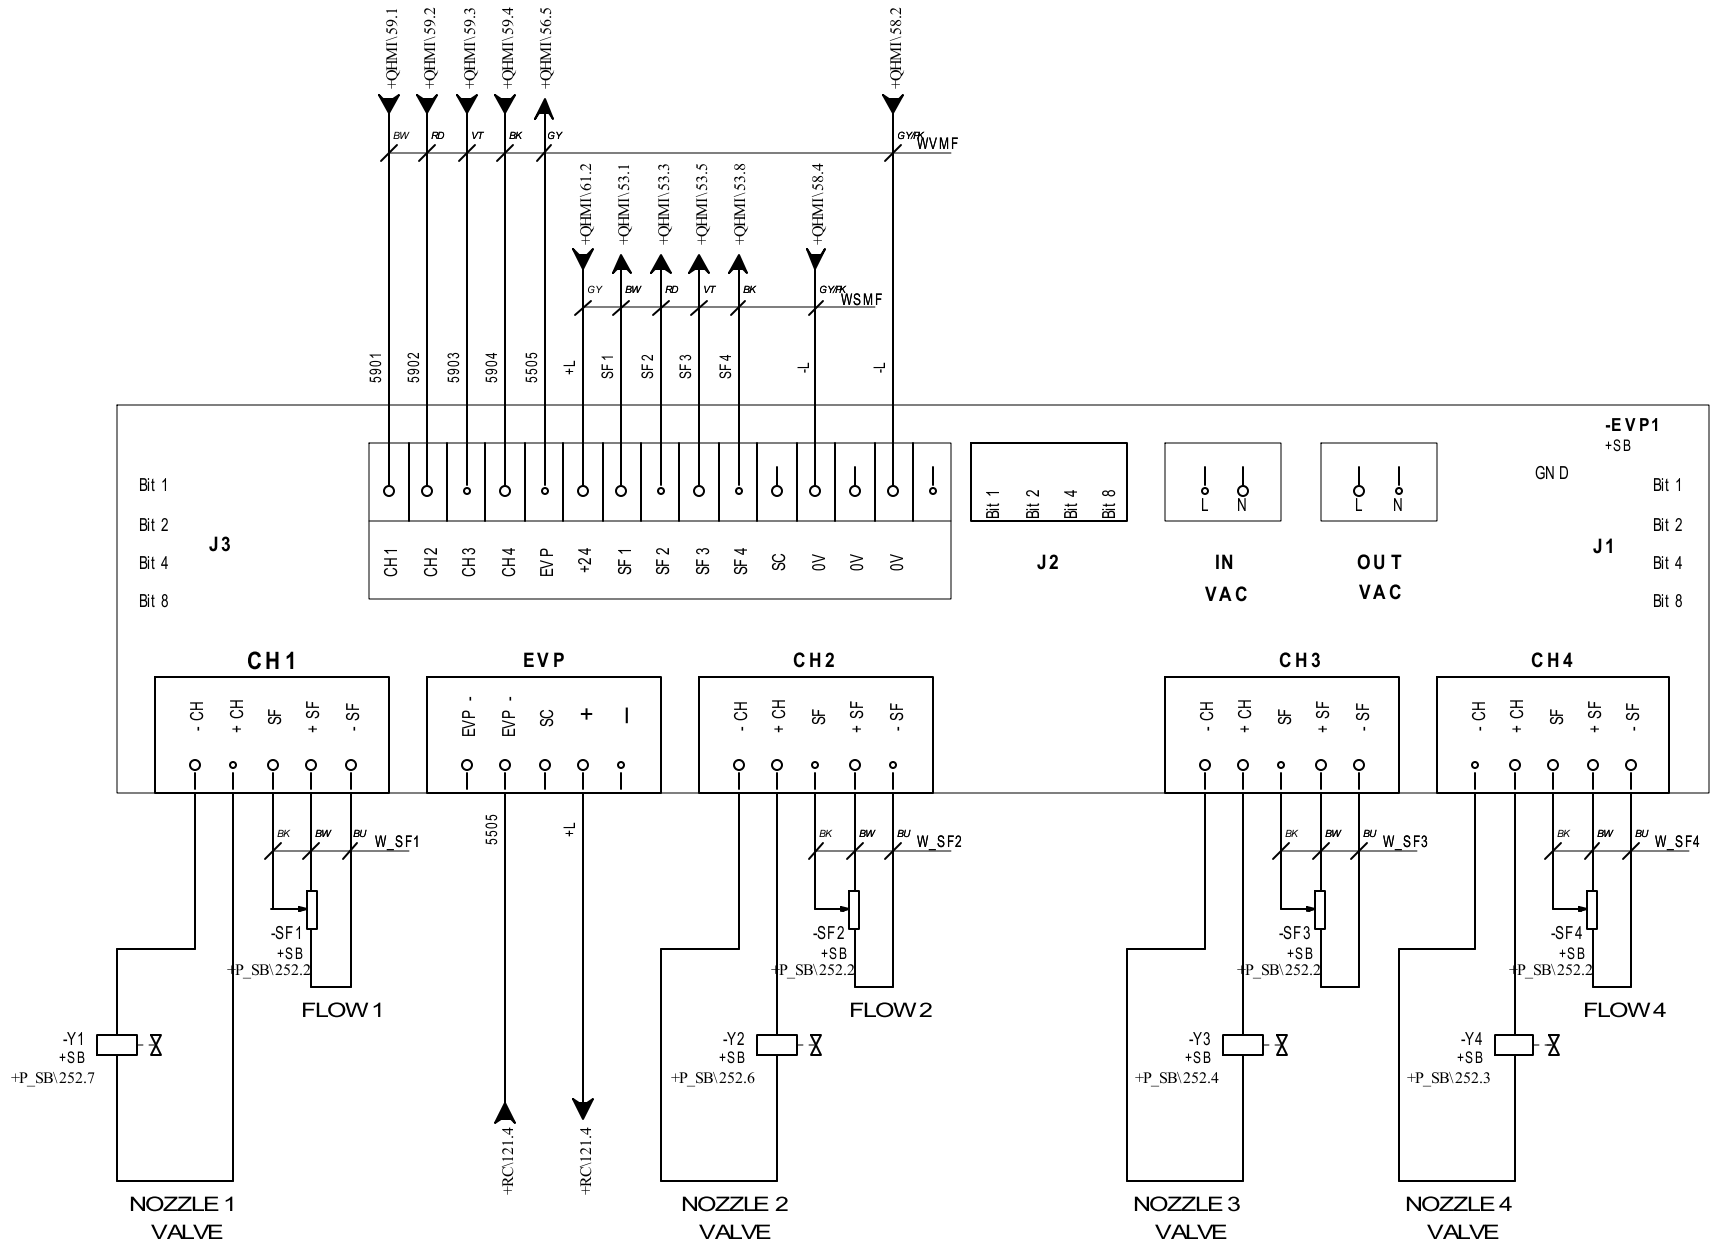 +QHMI\59.1 +QHMI\59.2 +QHMI\59.3 +QHMI\59.4 +QHMI\56.5 +QHMI\58.2
BW RD VT BK GY GY/PK WVMF
+QHMI\61.2 +QHMI\53.1 +QHMI\53.3 +QHMI\53.5 +QHMI\53.8 +QHMI\58.4
GY BW RD VT BK GY/PK WSMF
5901 5902 5903 5904 5505 +L SF1 SF2 SF3 SF4 -L -L
-EVP1
+SB
GND
Bit 1
Bit 2
Bit 4
Bit 8
J3
CH1 CH2 CH3 CH4 EVP +24 SF1 SF2 SF3 SF4 SC 0V 0V 0V
Bit 1 Bit 2 Bit 4 Bit 8
J2
L N
IN
VAC
L N
OUT
VAC
J1
Bit 1
Bit 2
Bit 4
Bit 8
CH1 EVP CH2 CH3 CH4
- CH + CH SF + SF - SF
EVP - EVP - SC + -
- CH + CH SF + SF - SF
- CH + CH SF + SF - SF
- CH + CH SF + SF - SF
BK BW BU W_SF1
5505 +L
BK BW BU W_SF2
BK BW BU W_SF3
BK BW BU W_SF4
-SF1
+SB
+P_SB\252.2
FLOW 1
-SF2
+SB
+P_SB\252.2
FLOW 2
-SF3
+SB
+P_SB\252.2
-SF4
+SB
+P_SB\252.2
FLOW 4
-Y1
+SB
+P_SB\252.7
-Y2
+SB
+P_SB\252.6
-Y3
+SB
+P_SB\252.4
-Y4
+SB
+P_SB\252.3
+RC\121.4 +RC\121.4
NOZZLE 1
VALVE
NOZZLE 2
VALVE
NOZZLE 3
VALVE
NOZZLE 4
VALVE